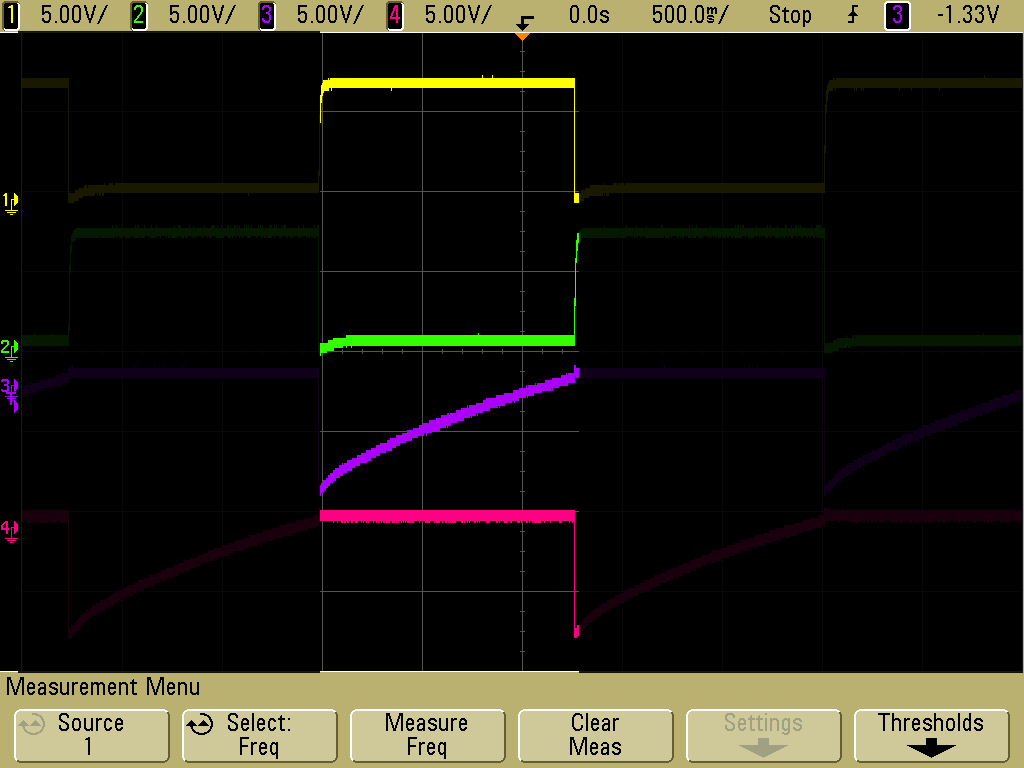 1 5.00V/ 2 5.00V/ 3 5.00V/ 4 5.00V/ 0.0s 500.0ms/ Stop 3 -1.33V
1
2
3
4
Measurement Menu
Source
1
Select:
Freq
Measure
Freq
Clear
Meas
Settings
Thresholds